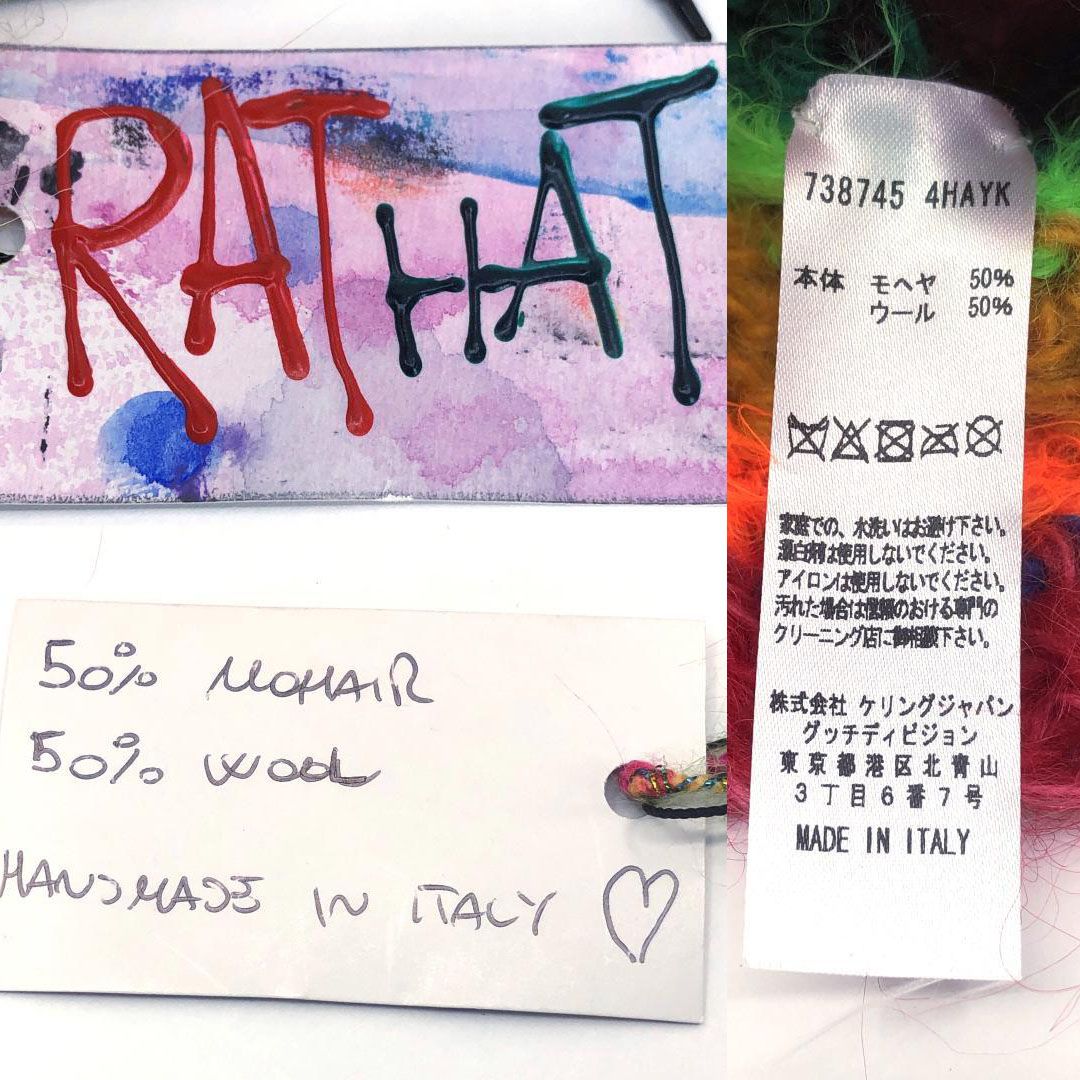 RAT HAT
50% MOHAIR
50% WOOL
HANDMADE IN ITALY
738745 4HAYK
本体 モヘヤ 50%
ウール 50%
家庭での、水洗いはお避け下さい。
漂白剤は使用しないでください。
アイロンは使用しないでください。
汚れた場合は信頼のおける専門の
クリーニング店に御相談下さい。
株式会社 ケリングジャパン
グッチディビジョン
東京都港区北青山
3丁目6番7号
MADE IN ITALY